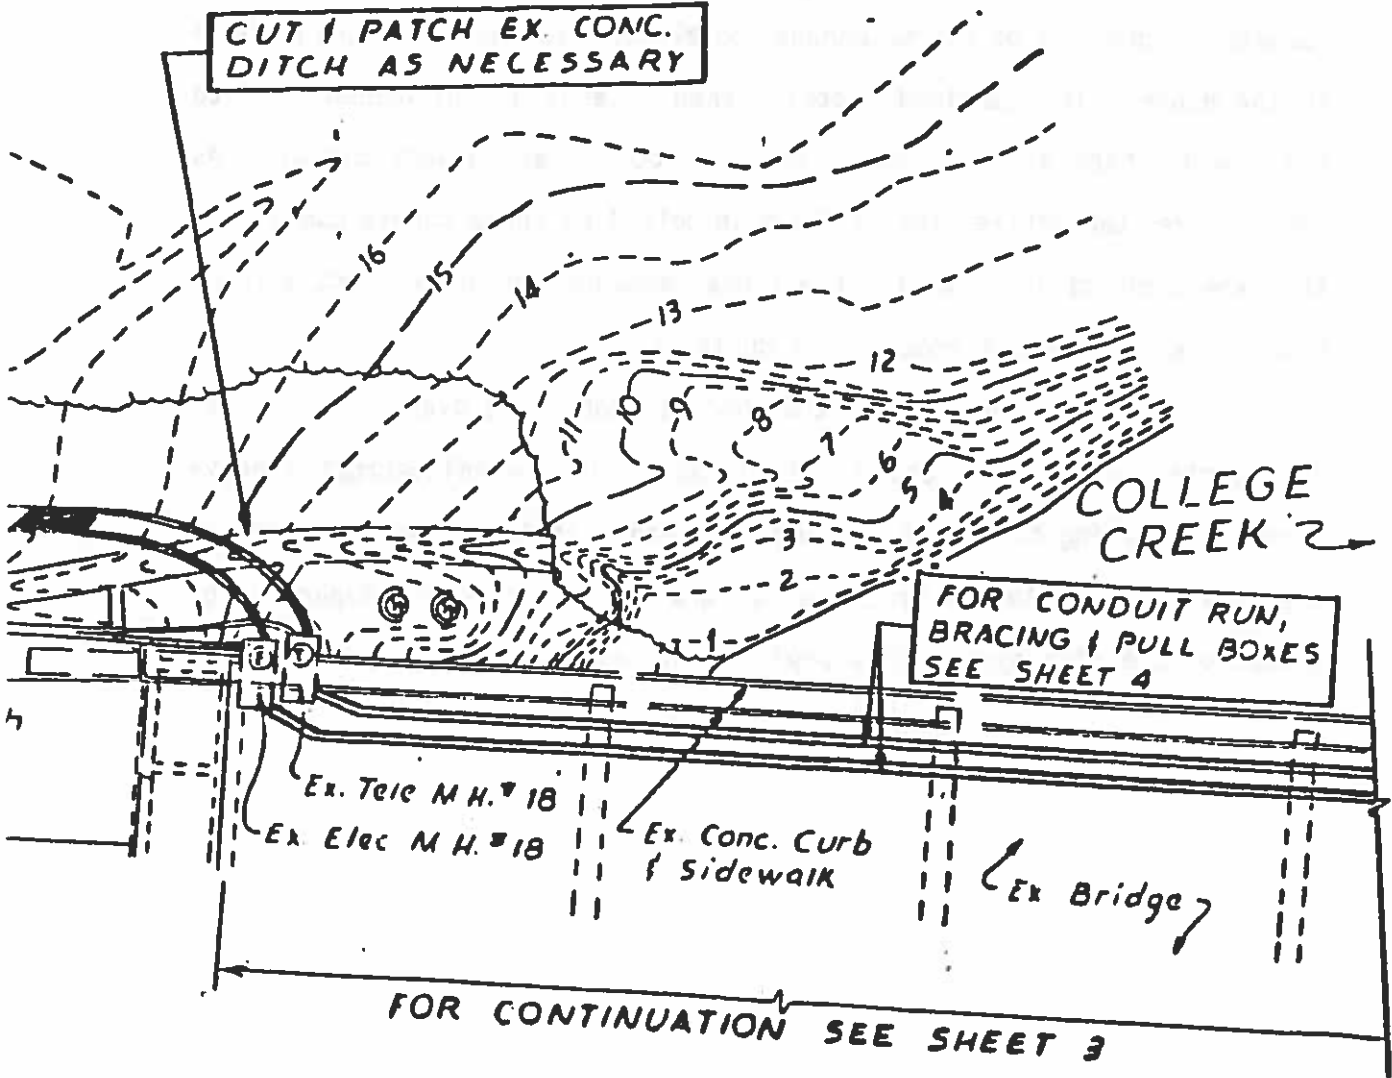 CUT & PATCH EX. CONC.
DITCH AS NECESSARY
16
15
14
13
12
11
10
9
8
7
6
5
4
3
2
1
COLLEGE
CREEK
FOR CONDUIT RUN,
BRACING & PULL BOXES
SEE SHEET 4
Ex. Tele M.H. # 18
Ex. Elec M.H. # 18
Ex. Conc. Curb
& Sidewalk
Ex Bridge
FOR CONTINUATION SEE SHEET 3